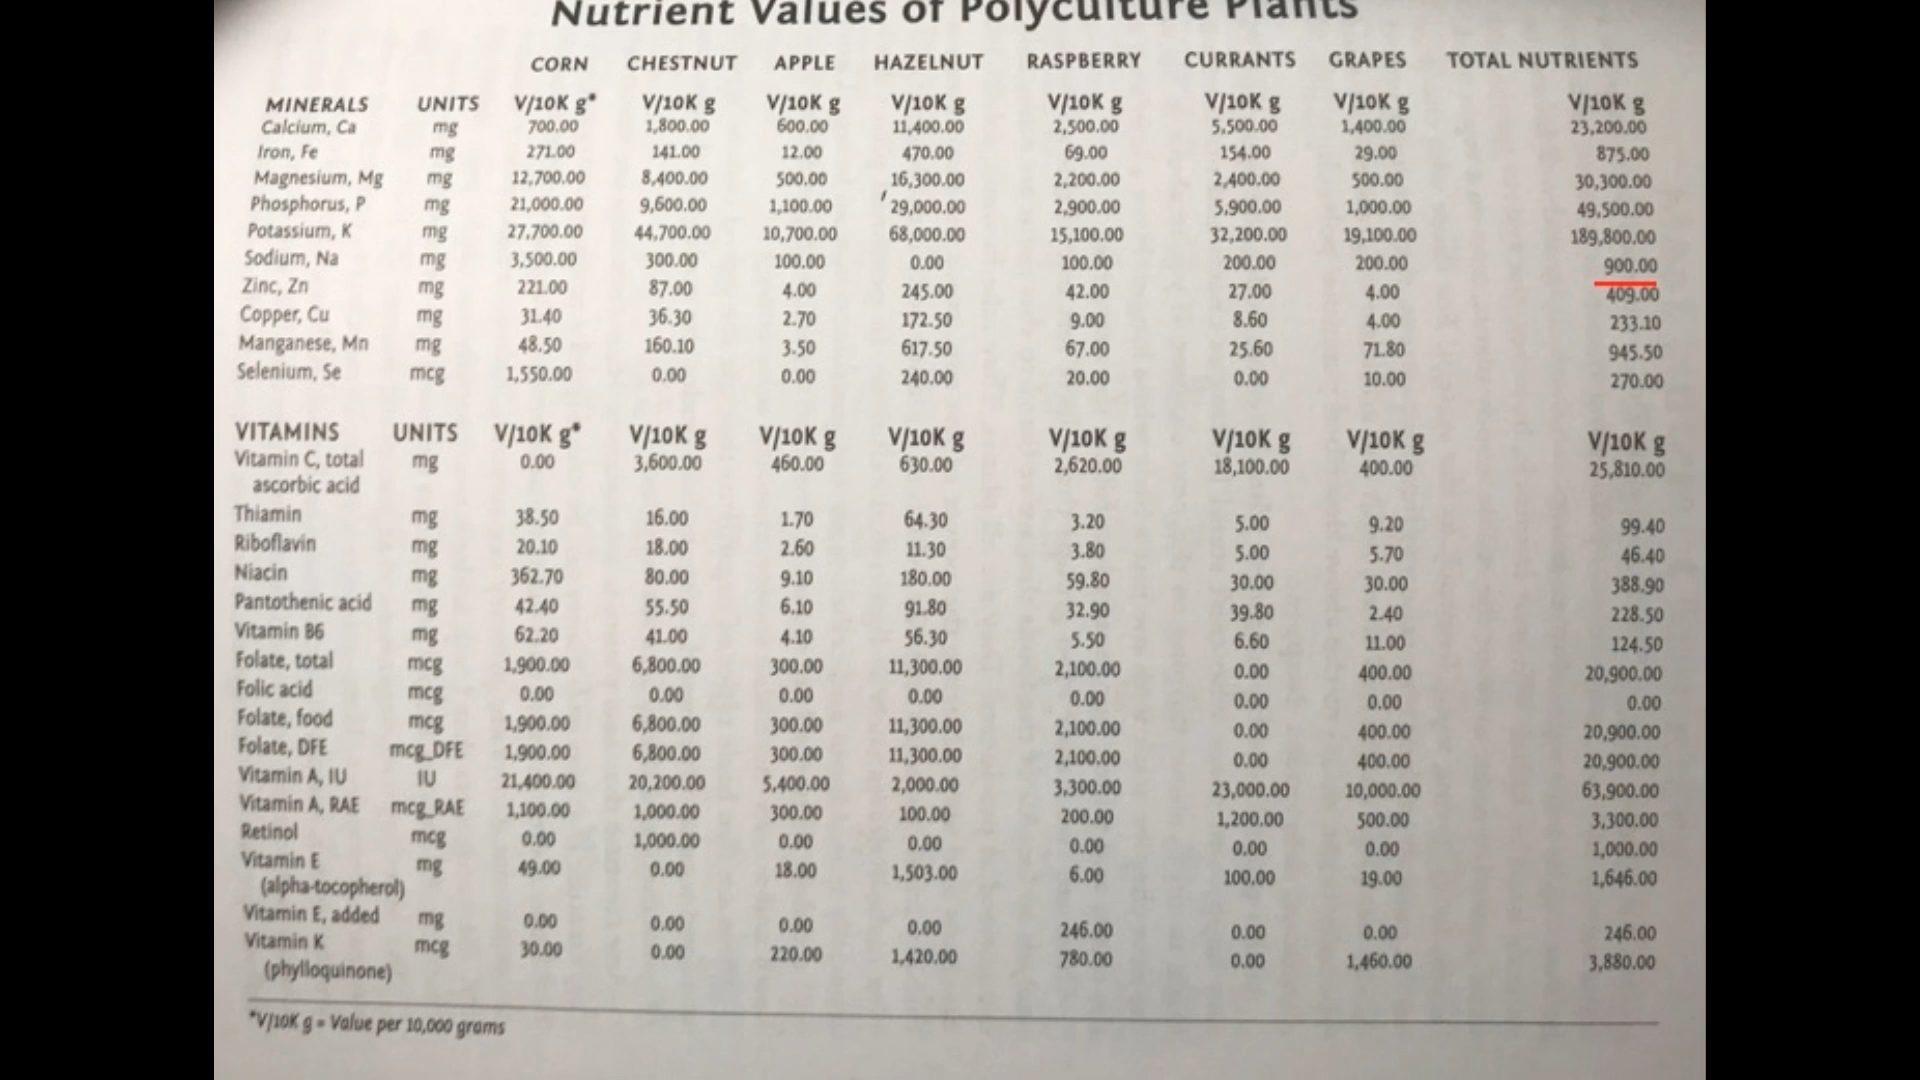 Nutrient Values of Polyculture Plants
CORN CHESTNUT APPLE HAZELNUT RASPBERRY CURRANTS GRAPES TOTAL NUTRIENTS
MINERALS UNITS V/10K g* V/10K g V/10K g V/10K g V/10K g V/10K g V/10K g V/10K g
Calcium, Ca mg 700.00 1,800.00 600.00 11,400.00 2,500.00 5,500.00 1,400.00 23,200.00
Iron, Fe mg 271.00 141.00 12.00 470.00 69.00 154.00 29.00 875.00
Magnesium, Mg mg 12,700.00 8,400.00 500.00 16,300.00 2,200.00 2,400.00 500.00 30,300.00
Phosphorus, P mg 21,000.00 9,600.00 1,100.00 29,000.00 2,900.00 5,900.00 1,000.00 49,500.00
Potassium, K mg 27,700.00 44,700.00 10,700.00 68,000.00 15,100.00 32,200.00 19,100.00 189,800.00
Sodium, Na mg 3,500.00 300.00 100.00 0.00 100.00 200.00 200.00 900.00
Zinc, Zn mg 221.00 87.00 4.00 245.00 42.00 27.00 4.00 409.00
Copper, Cu mg 31.40 36.30 2.70 172.50 9.00 8.60 4.00 233.10
Manganese, Mn mg 48.50 160.10 3.50 617.50 67.00 25.60 71.80 945.50
Selenium, Se mcg 1,550.00 0.00 0.00 240.00 20.00 0.00 10.00 270.00
VITAMINS UNITS V/10K g* V/10K g V/10K g V/10K g V/10K g V/10K g V/10K g V/10K g
Vitamin C, total mg 0.00 3,600.00 460.00 630.00 2,620.00 18,100.00 400.00 25,810.00
ascorbic acid
Thiamin mg 38.50 16.00 1.70 64.30 3.20 5.00 9.20 99.40
Riboflavin mg 20.10 18.00 2.60 11.30 3.80 5.00 5.70 46.40
Niacin mg 362.70 80.00 9.10 180.00 59.80 30.00 30.00 388.90
Pantothenic acid mg 42.40 55.50 6.10 91.80 32.90 39.80 2.40 228.50
Vitamin B6 mg 62.20 41.00 4.10 56.30 5.50 6.60 11.00 124.50
Folate, total mcg 1,900.00 6,800.00 300.00 11,300.00 2,100.00 0.00 400.00 20,900.00
Folic acid mcg 0.00 0.00 0.00 0.00 0.00 0.00 0.00 0.00
Folate, food mcg 1,900.00 6,800.00 300.00 11,300.00 2,100.00 0.00 400.00 20,900.00
Folate, DFE mcg_DFE 1,900.00 6,800.00 300.00 11,300.00 2,100.00 0.00 400.00 20,900.00
Vitamin A, IU IU 21,400.00 20,200.00 5,400.00 2,000.00 3,300.00 23,000.00 10,000.00 63,900.00
Vitamin A, RAE mcg_RAE 1,100.00 1,000.00 300.00 100.00 200.00 1,200.00 500.00 3,300.00
Retinol mcg 0.00 1,000.00 0.00 0.00 0.00 0.00 0.00 1,000.00
Vitamin E mg 49.00 0.00 18.00 1,503.00 6.00 100.00 19.00 1,646.00
(alpha-tocopherol)
Vitamin E, added mg 0.00 0.00 0.00 0.00 246.00 0.00 0.00 246.00
Vitamin K mcg 30.00 0.00 220.00 1,420.00 780.00 0.00 1,460.00 3,880.00
(phylloquinone)
*V/10K g = Value per 10,000 grams